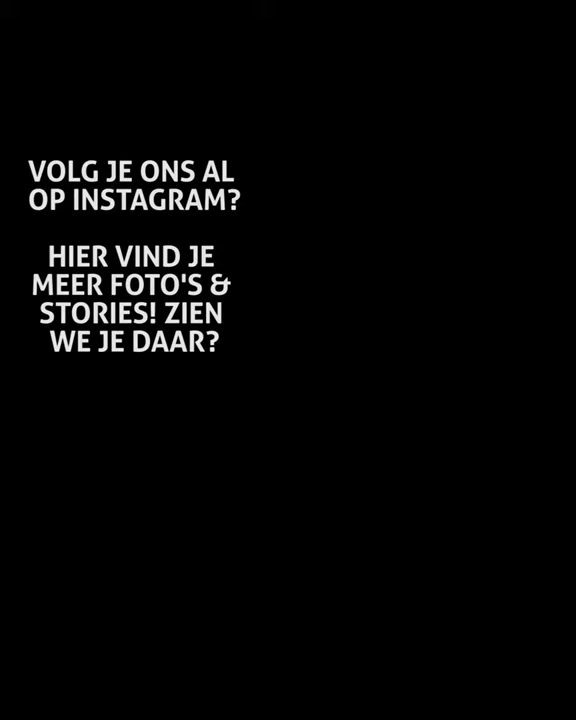 VOLG JE ONS AL
OP INSTAGRAM?
HIER VIND JE
MEER FOTO'S &
STORIES! ZIEN
WE JE DAAR?